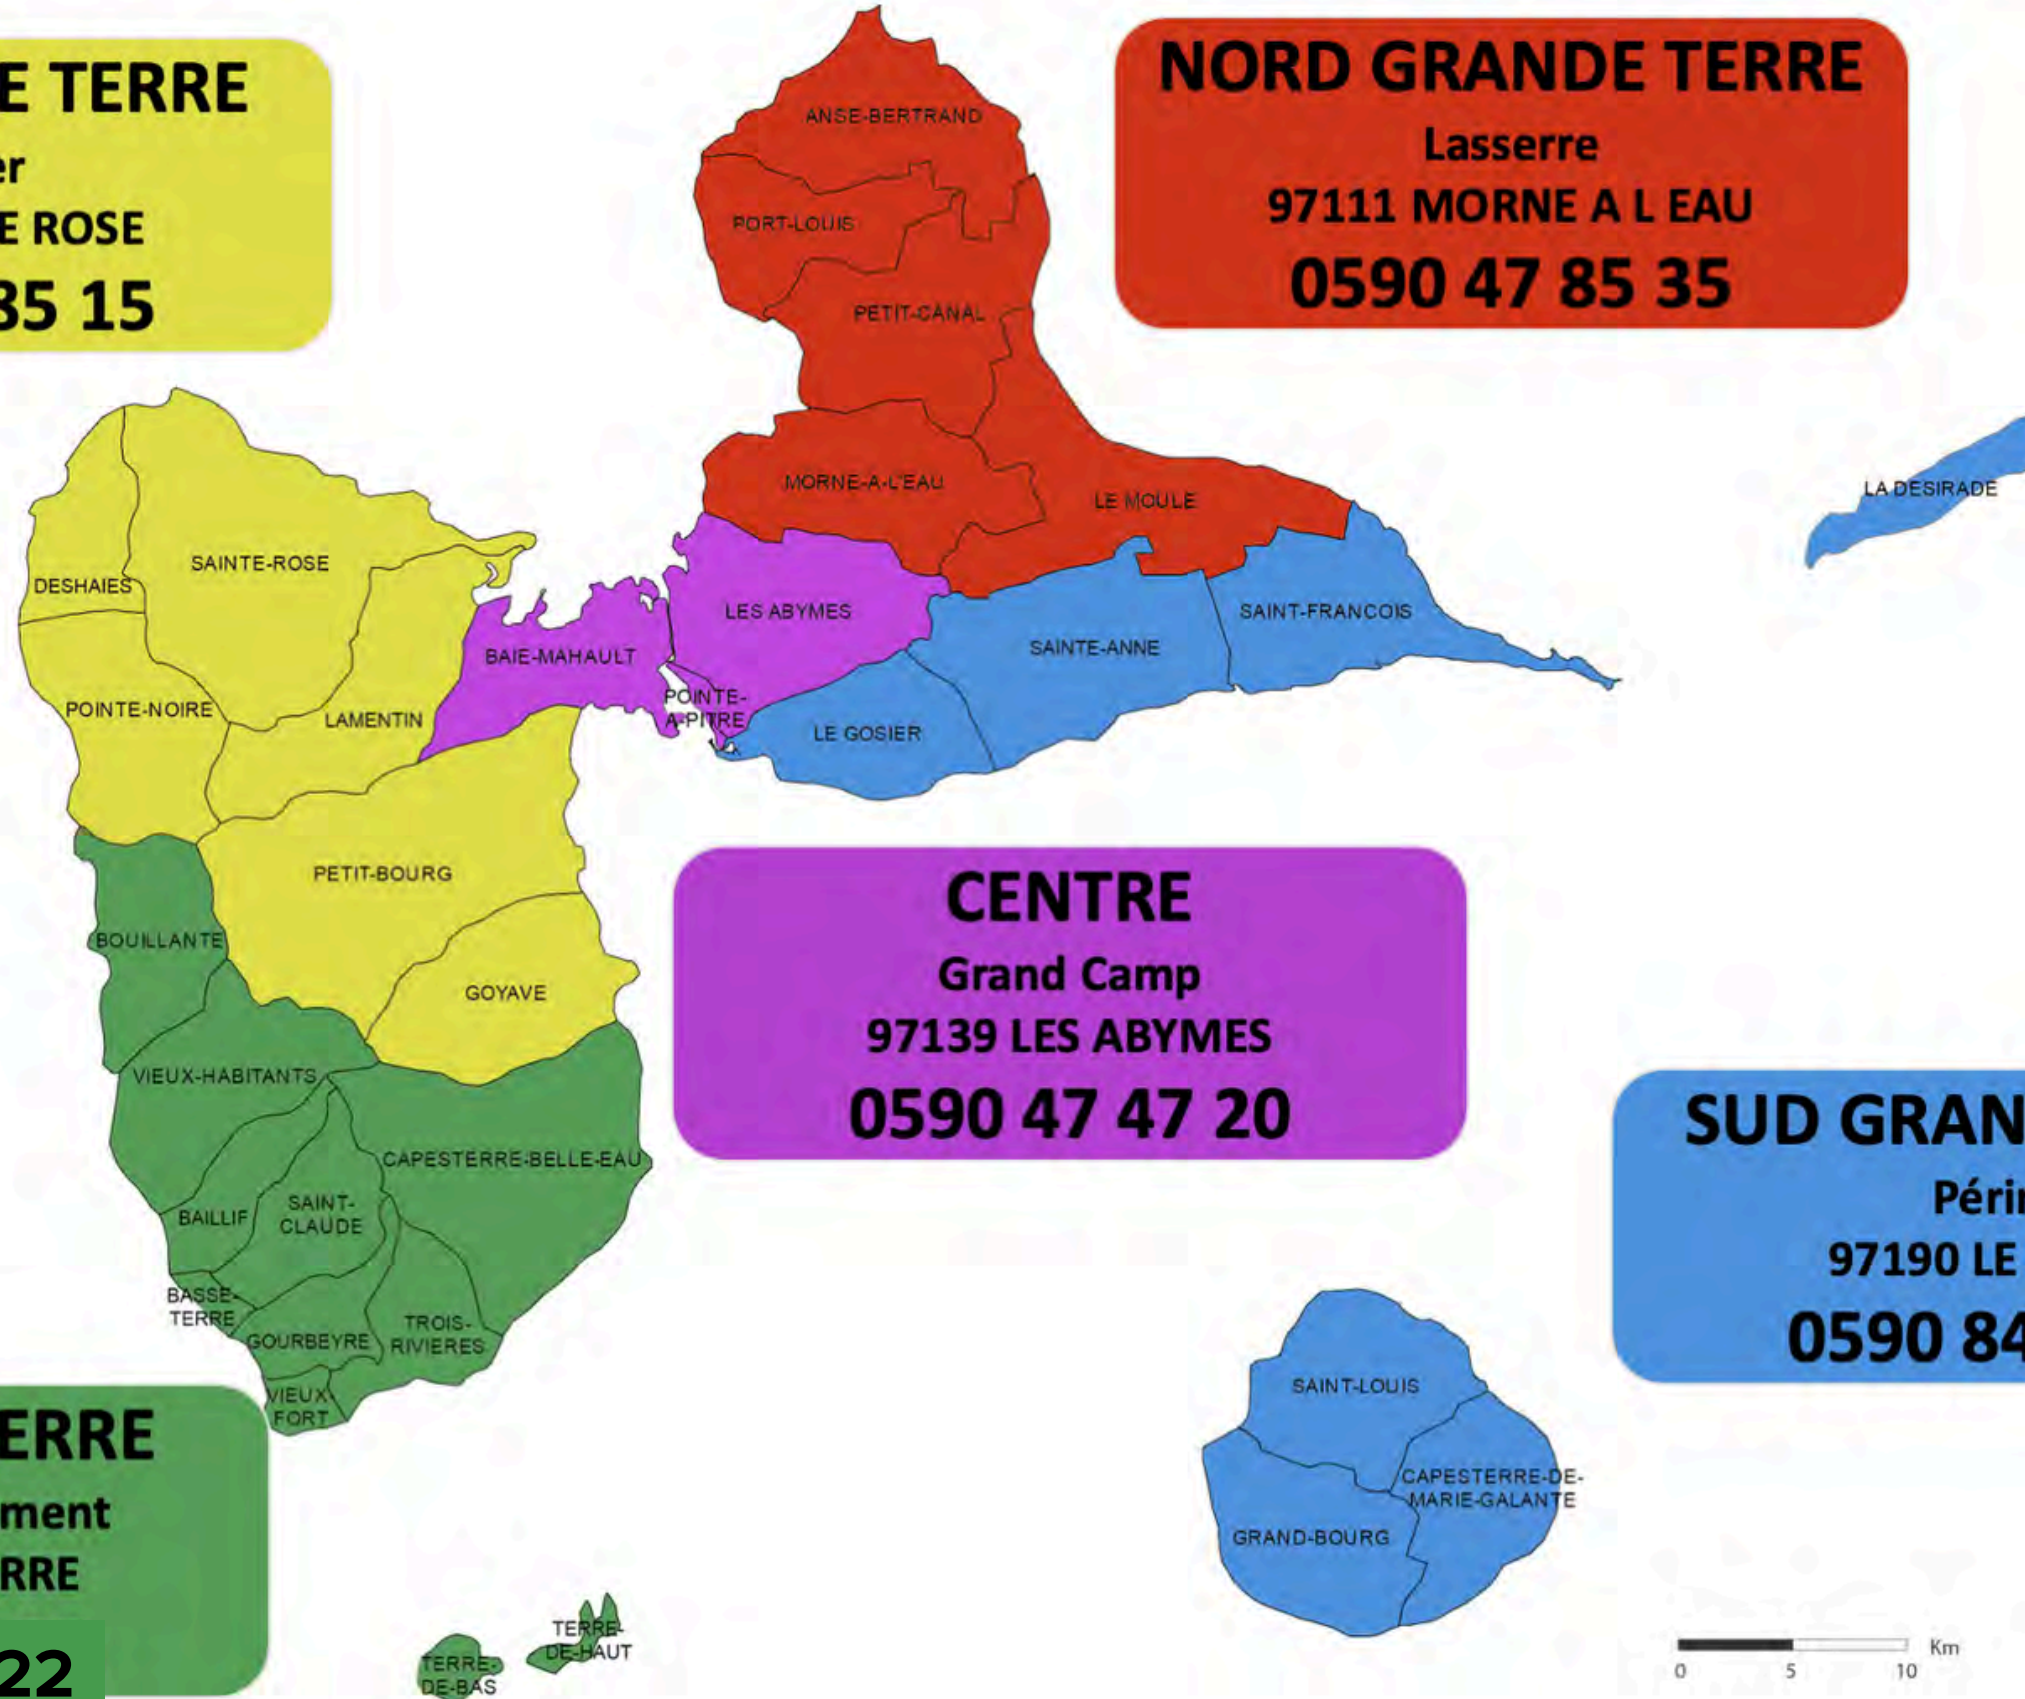 E TERRE
er
E ROSE
85 15
NORD GRANDE TERRE
Lasserre
97111 MORNE A L EAU
0590 47 85 35
ANSE-BERTRAND
PORT-LOUIS
PETIT-CANAL
MORNE-A-L'EAU
LE MOULE
LA DESIRADE
DESHAIES
SAINTE-ROSE
POINTE-NOIRE
LAMENTIN
BAIE-MAHAULT
LES ABYMES
POINTE-
A-PITRE
LE GOSIER
SAINTE-ANNE
SAINT-FRANCOIS
PETIT-BOURG
GOYAVE
BOUILLANTE
VIEUX-HABITANTS
CAPESTERRE-BELLE-EAU
BAILLIF
SAINT-
CLAUDE
BASSE-
TERRE
GOURBEYRE
TROIS-
RIVIERES
VIEUX-
FORT
CENTRE
Grand Camp
97139 LES ABYMES
0590 47 47 20
SUD GRAN
Périn
97190 LE
0590 84
ERRE
ment
RRE
22
TERRE-
DE-BAS
TERRE-
DE-HAUT
SAINT-LOUIS
CAPESTERRE-DE-
MARIE-GALANTE
GRAND-BOURG
Km
0 5 10